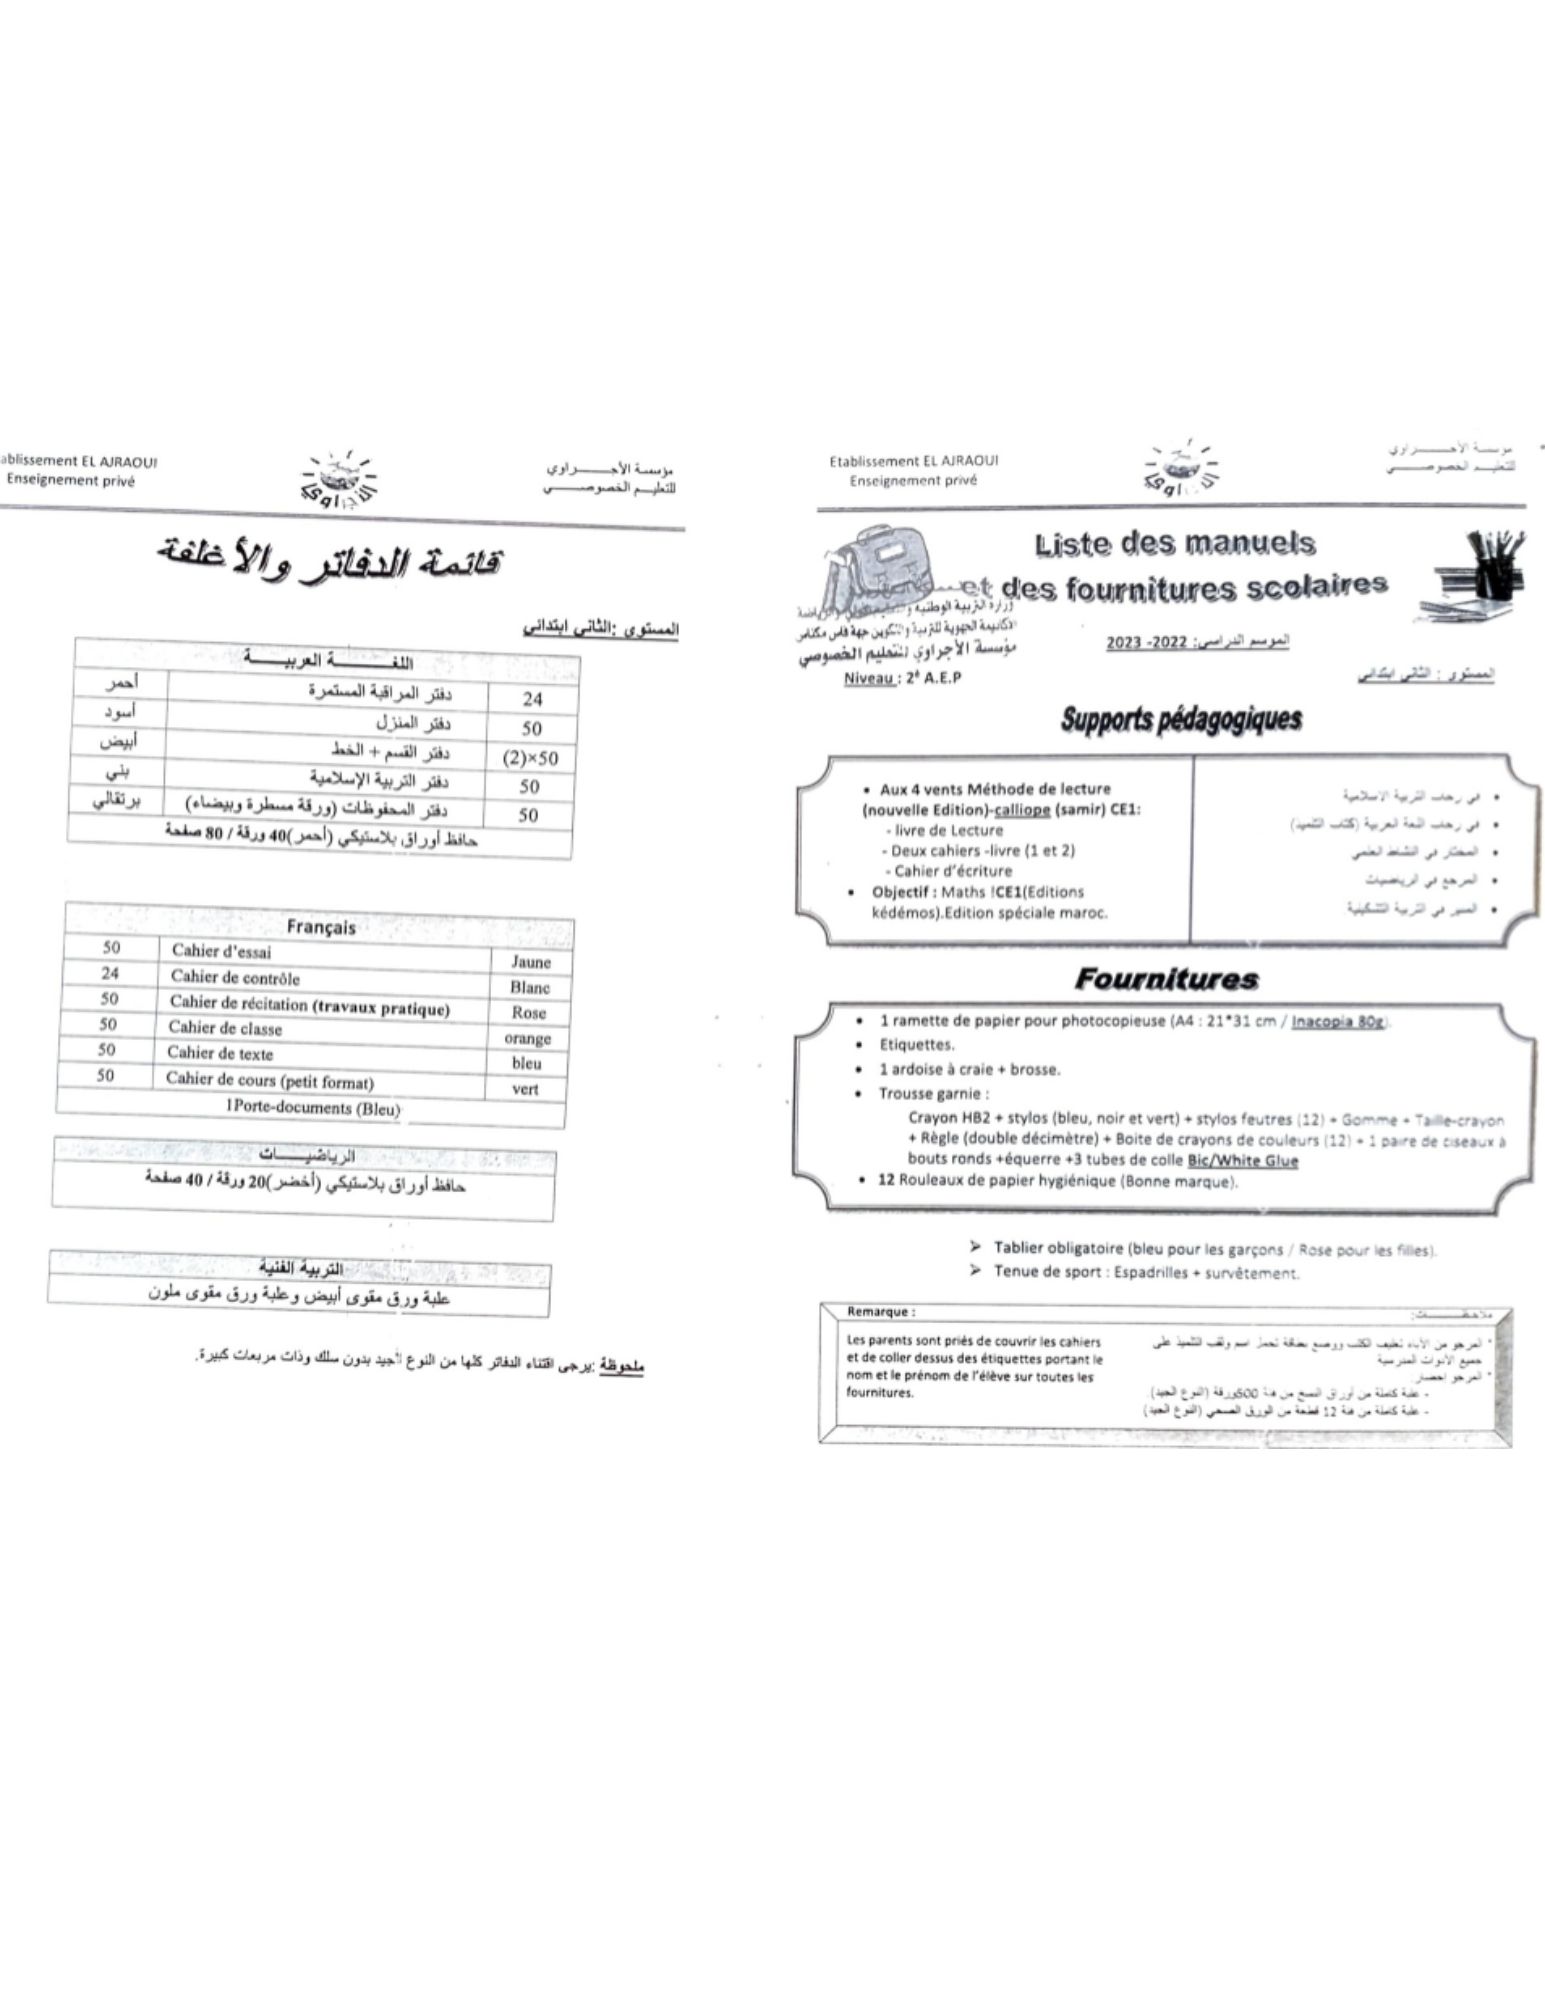 ablissement EL AJRAOUI
Enseignement privé
مؤسسة الأجـــــراوي
للتعليم الخصوصي
الأجراوي
قائمة الدفاتر والأغلفة
المستوى :الثاني ابتدائي
اللغـــــة العربيـــــة
24 دفتر المراقبة المستمرة أحمر
50 دفتر المنزل أسود
(2)×50 دفتر القسم + الخط أبيض
50 دفتر التربية الإسلامية بني
50 دفتر المحفوظات (ورقة مسطرة وبيضاء) برتقالي
حافظ أوراق بلاستيكي (أحمر)40 ورقة / 80 صفحة
Français
50 Cahier d'essai Jaune
24 Cahier de contrôle Blanc
50 Cahier de récitation (travaux pratique) Rose
50 Cahier de classe orange
50 Cahier de texte bleu
50 Cahier de cours (petit format) vert
1Porte-documents (Bleu)
الرياضيـــــات
حافظ أوراق بلاستيكي (أخضر)20 ورقة / 40 صفحة
التربية الفنية
علبة ورق مقوى أبيض وعلبة ورق مقوى ملون
ملحوظة :يرجى اقتناء الدفاتر كلها من النوع الجيد بدون سلك وذات مربعات كبيرة.
Etablissement EL AJRAOUI
Enseignement privé
مؤسسة الأجـــــراوي
للتعليم الخصوصي
Liste des manuels
et des fournitures scolaires
وزارة التربية الوطنية
الأكاديمية الجهوية للتربية والتكوين جهة فاس مكناس
مؤسسة الأجراوي للتعليم الخصوصي
الموسم الدراسي: 2022- 2023
Niveau : 2è A.E.P
المستوى : الثاني ابتدائي
Supports pédagogiques
• Aux 4 vents Méthode de lecture
(nouvelle Edition)-calliope (samir) CE1:
- livre de Lecture
- Deux cahiers -livre (1 et 2)
- Cahier d'écriture
• Objectif : Maths !CE1(Editions
kédémos).Edition spéciale maroc.
• في رحاب التربية الاسلامية
• في رحاب اللغة العربية (كتاب التلميذ)
• المختار في النشاط العلمي
• المرجع في الرياضيات
• المنير في التربية التشكيلية
Fournitures
• 1 ramette de papier pour photocopieuse (A4 : 21*31 cm / Inacopia 80g).
• Etiquettes.
• 1 ardoise à craie + brosse.
• Trousse garnie :
Crayon HB2 + stylos (bleu, noir et vert) + stylos feutres (12) + Gomme + Taille-crayon
+ Règle (double décimètre) + Boite de crayons de couleurs (12) + 1 paire de ciseaux à
bouts ronds +équerre +3 tubes de colle Bic/White Glue
• 12 Rouleaux de papier hygiénique (Bonne marque).
➢ Tablier obligatoire (bleu pour les garçons / Rose pour les filles).
➢ Tenue de sport : Espadrilles + survêtement.
Remarque :
Les parents sont priés de couvrir les cahiers
et de coller dessus des étiquettes portant le
nom et le prénom de l'élève sur toutes les
fournitures.
ملاحظـــــات:
* المرجو من الآباء تغليف الكتب ووضع بطاقة تحمل اسم ولقب التلميذ على
جميع الأدوات المدرسية
* المرجو إحضار:
- علبة كاملة من أوراق النسخ من فئة 500ورقة (النوع الجيد).
- علبة كاملة من فئة 12 قطعة من الورق الصحي (النوع الجيد)